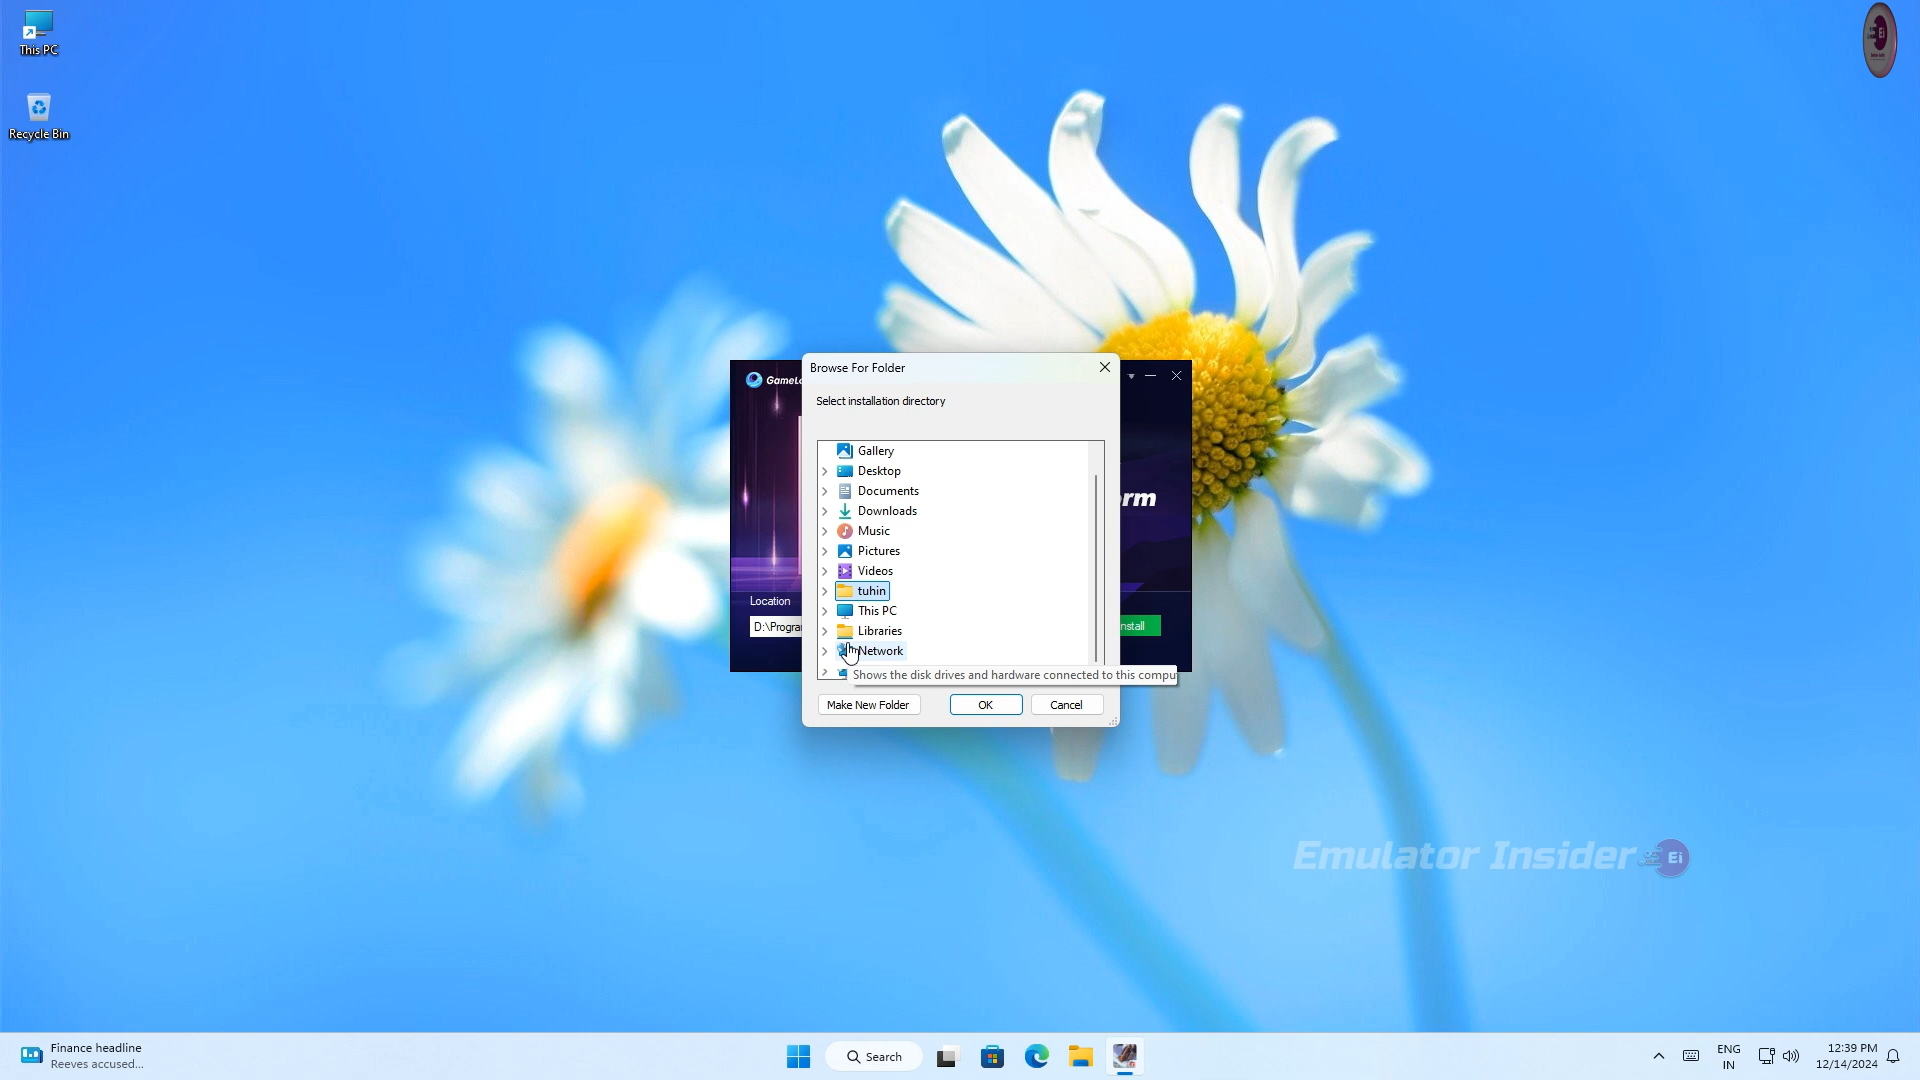 This PC
Recycle Bin
Ei
Browse For Folder
Select installation directory
Gallery
Desktop
Documents
Downloads
Music
Pictures
Videos
tuhin
This PC
Libraries
Network
Shows the disk drives and hardware connected to this compu
Make New Folder
OK
Cancel
GameLo
rm
Location
D:\Progra
nstall
Emulator Insider Ei
Finance headline
Reeves accused...
Search
ENG
IN
12:39 PM
12/14/2024